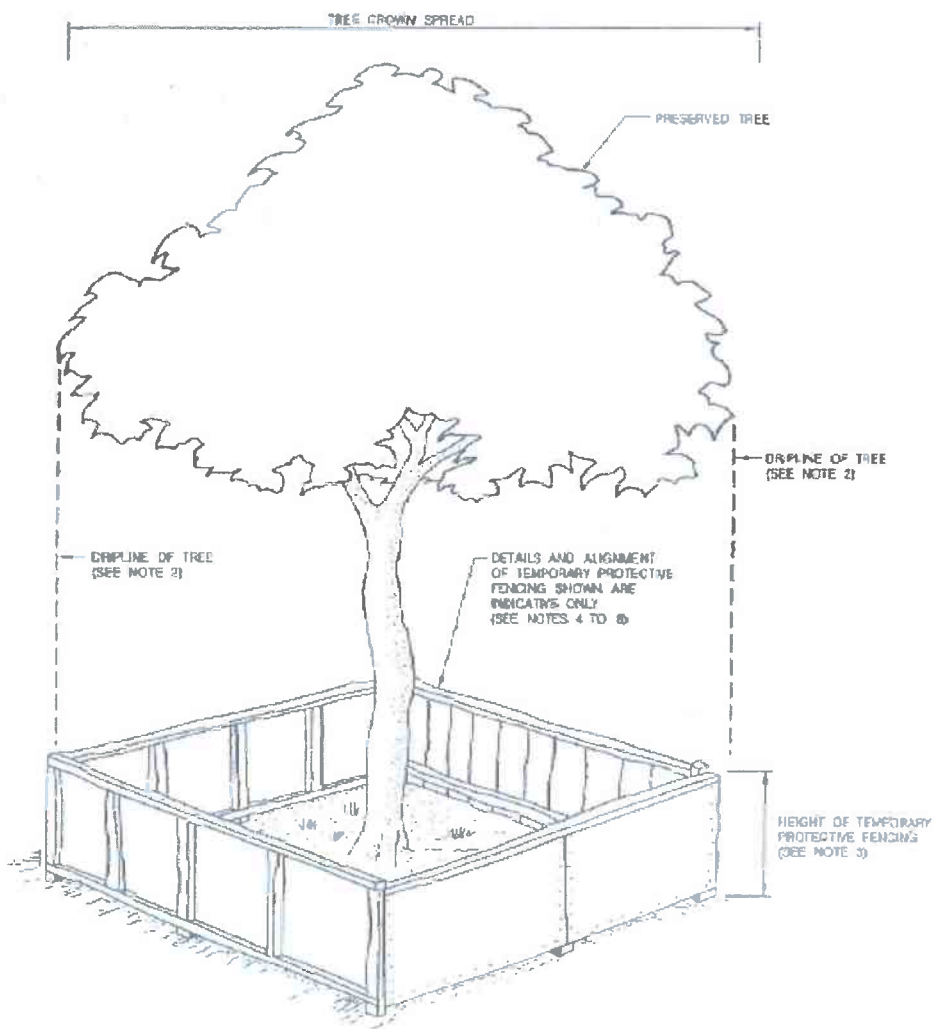 TREE CROWN SPREAD
PRESERVED TREE
DRIPLINE OF TREE
(SEE NOTE 2)
DRIPLINE OF TREE
(SEE NOTE 2)
DETAILS AND ALIGNMENT
OF TEMPORARY PROTECTIVE
FENCING SHOWN ARE
INDICATIVE ONLY
(SEE NOTES 4 TO 8)
HEIGHT OF TEMPORARY
PROTECTIVE FENCING
(SEE NOTE 3)